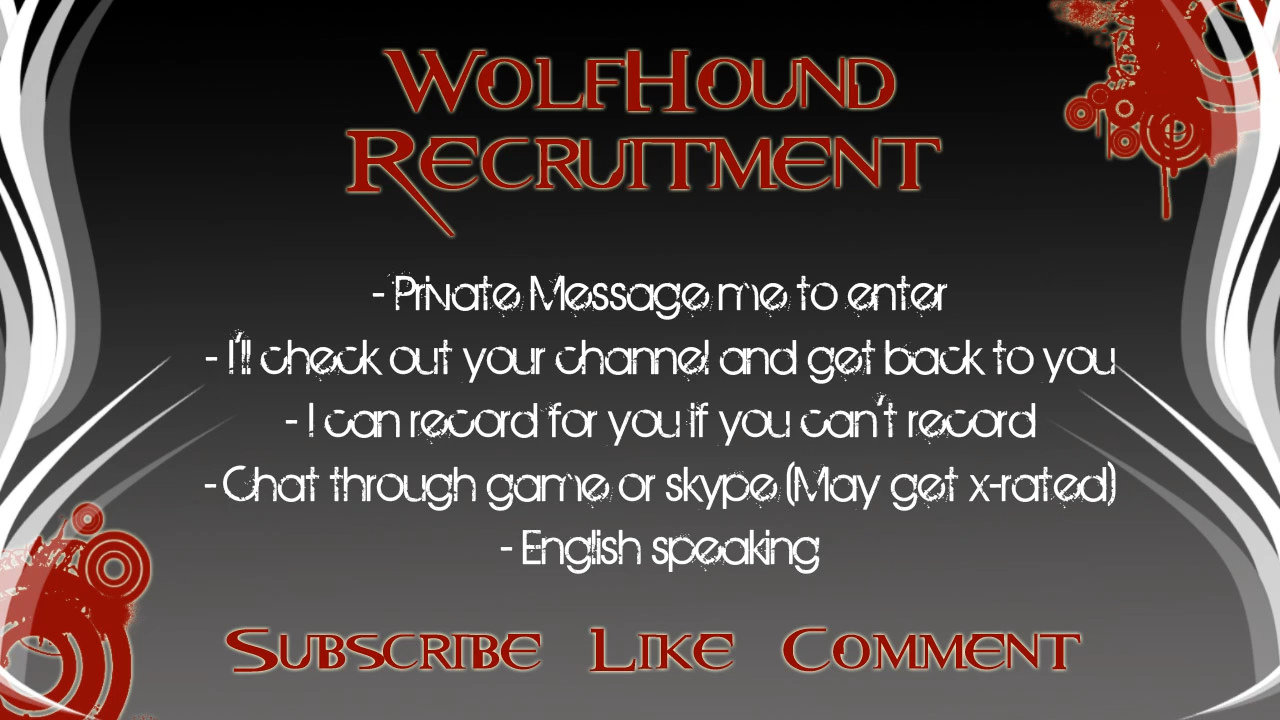 WolfHound
Recruitment
- Private Message me to enter
- I'll check out your channel and get back to you
- I can record for you if you can't record
- Chat through game or skype (May get x-rated)
- English speaking
Subscribe Like Comment